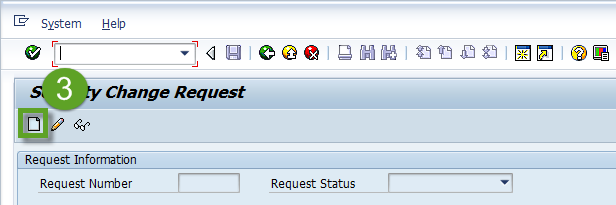 System Help
3
Change Request
Request Information
Request Number Request Status